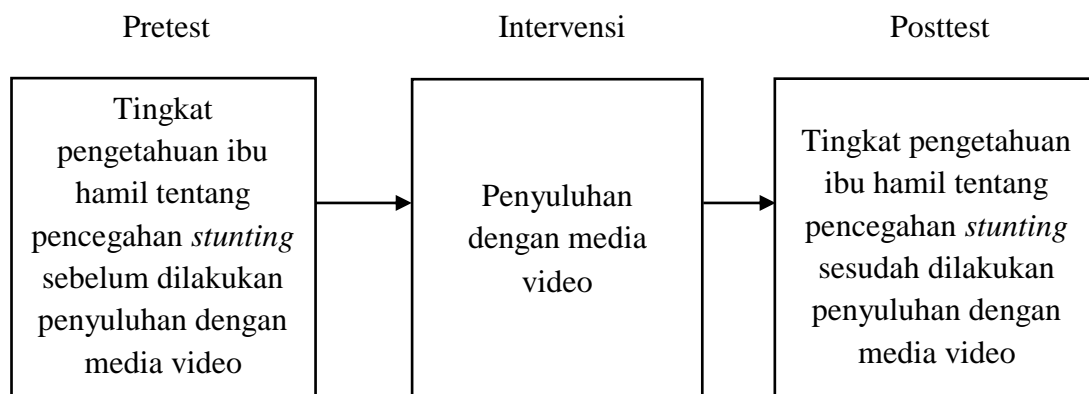 Pretest
Intervensi
Posttest
Tingkat
pengetahuan ibu
hamil tentang
pencegahan stunting
sebelum dilakukan
penyuluhan dengan
media video
Penyuluhan
dengan media
video
Tingkat pengetahuan
ibu hamil tentang
pencegahan stunting
sesudah dilakukan
penyuluhan dengan
media video